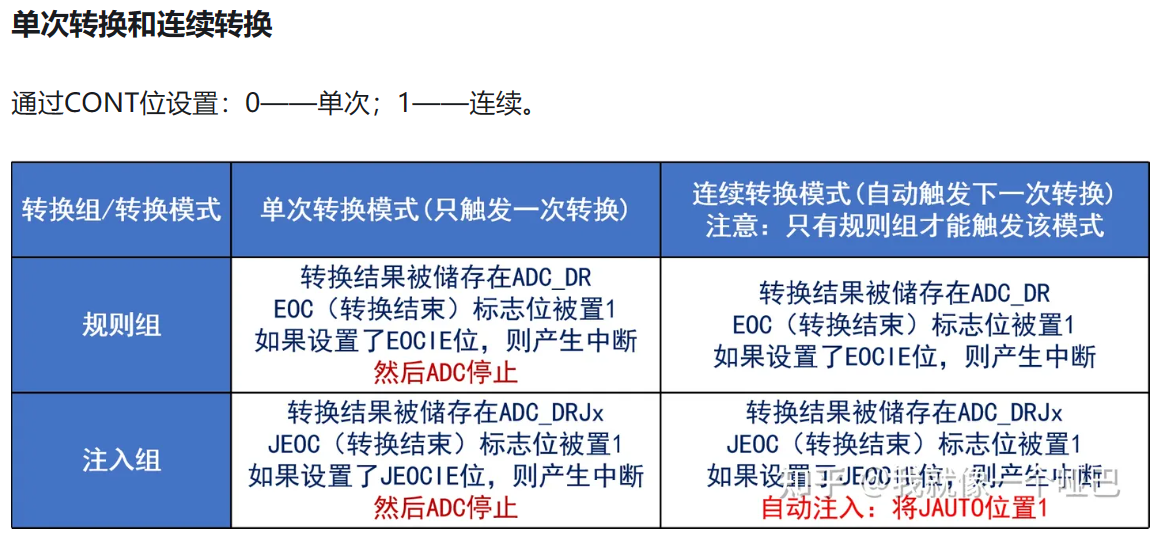 单次转换和连续转换
通过CONT位设置：0——单次；1——连续。
转换组/转换模式
单次转换模式(只触发一次转换)
连续转换模式(自动触发下一次转换)
注意：只有规则组才能触发该模式
规则组
转换结果被储存在ADC_DR
EOC（转换结束）标志位被置1
如果设置了EOCIE位，则产生中断
然后ADC停止
转换结果被储存在ADC_DR
EOC（转换结束）标志位被置1
如果设置了EOCIE位，则产生中断
注入组
转换结果被储存在ADC_DRJx
JEOC（转换结束）标志位被置1
如果设置了JEOCIE位，则产生中断
然后ADC停止
转换结果被储存在ADC_DRJx
JEOC（转换结束）标志位被置1
如果设置了JEOCIE位，则产生中断
自动注入：将JAUTO位置1
知乎 @我就像一个哑巴